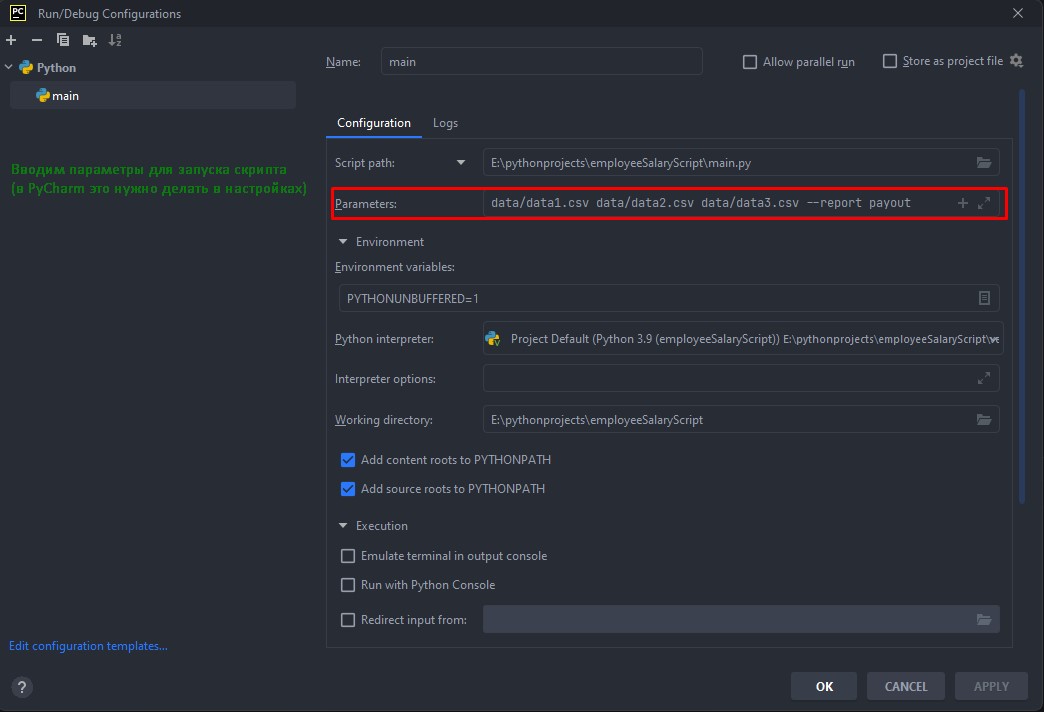 PC
Run/Debug Configurations
Python
main
Вводим параметры для запуска скрипта
(в PyCharm это нужно делать в настройках)
Edit configuration templates...
?
Name:
main
Allow parallel run
Store as project file
Configuration
Logs
Script path:
E:\pythonprojects\employeeSalaryScript\main.py
Parameters:
data/data1.csv data/data2.csv data/data3.csv --report payout
Environment
Environment variables:
PYTHONUNBUFFERED=1
Python interpreter:
Project Default (Python 3.9 (employeeSalaryScript)) E:\pythonprojects\employeeSalaryScript\
Interpreter options:
Working directory:
E:\pythonprojects\employeeSalaryScript
Add content roots to PYTHONPATH
Add source roots to PYTHONPATH
Execution
Emulate terminal in output console
Run with Python Console
Redirect input from:
OK
CANCEL
APPLY